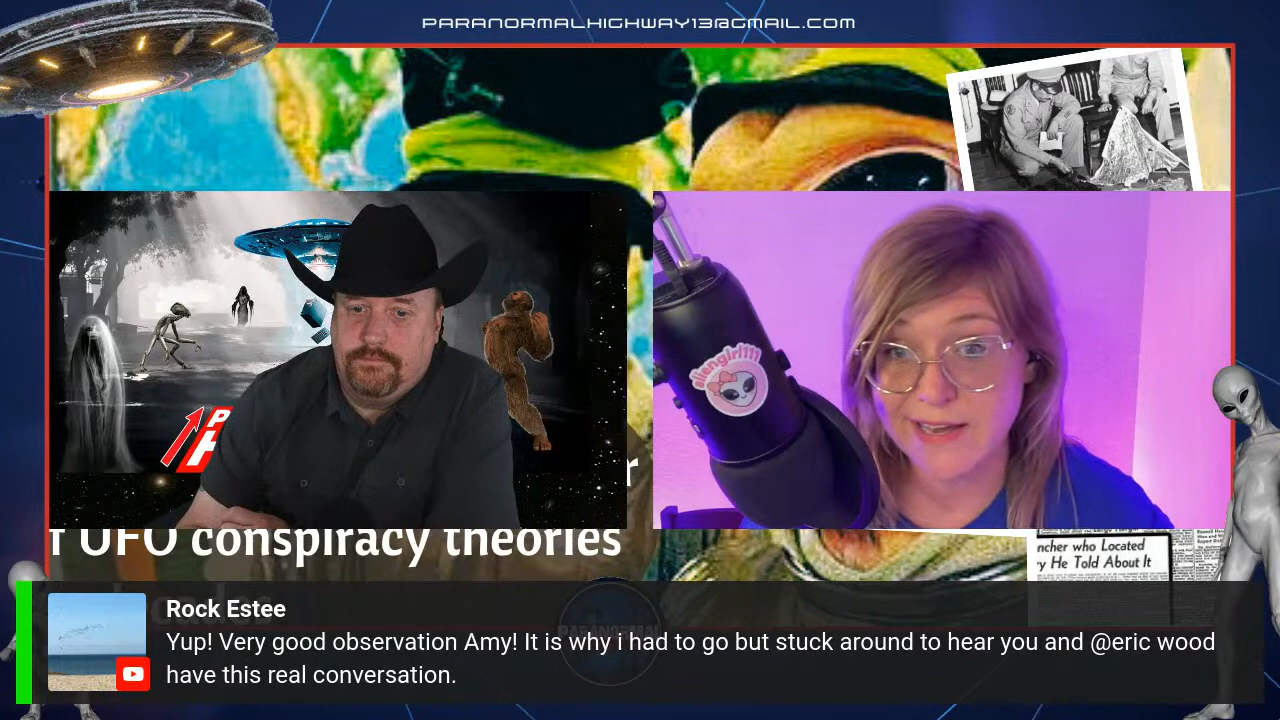 PARANORMALHIGHWAY13@GMAIL.COM
aliengirl111
f UFO conspiracy theories
ncher who Located
ry He Told About It
Rock Estee
Yup! Very good observation Amy! It is why i had to go but stuck around to hear you and @eric wood
have this real conversation.